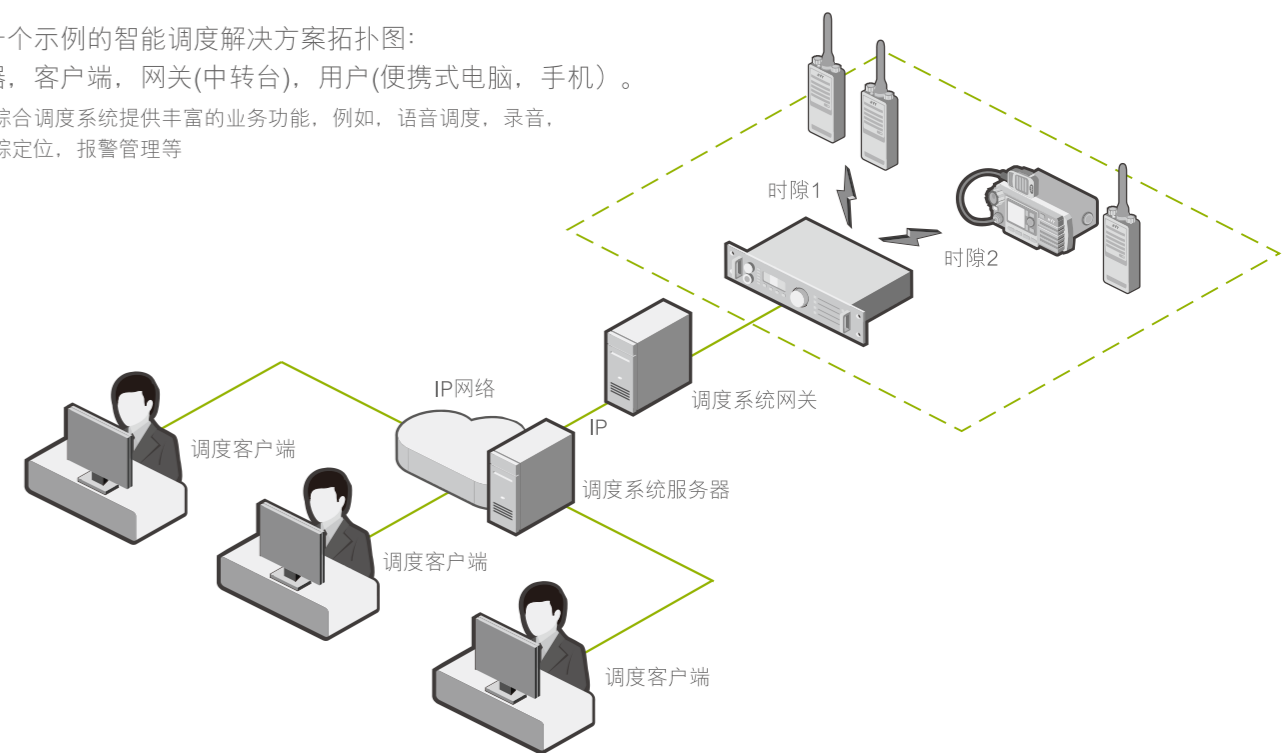 个示例的智能调度解决方案拓扑图:
器，客户端，网关(中转台)，用户(便携式电脑，手机）。
综合调度系统提供丰富的业务功能，例如，语音调度，录音，
踪定位，报警管理等
时隙1
时隙2
IP网络
调度系统网关
IP
调度客户端
调度系统服务器
调度客户端
调度客户端